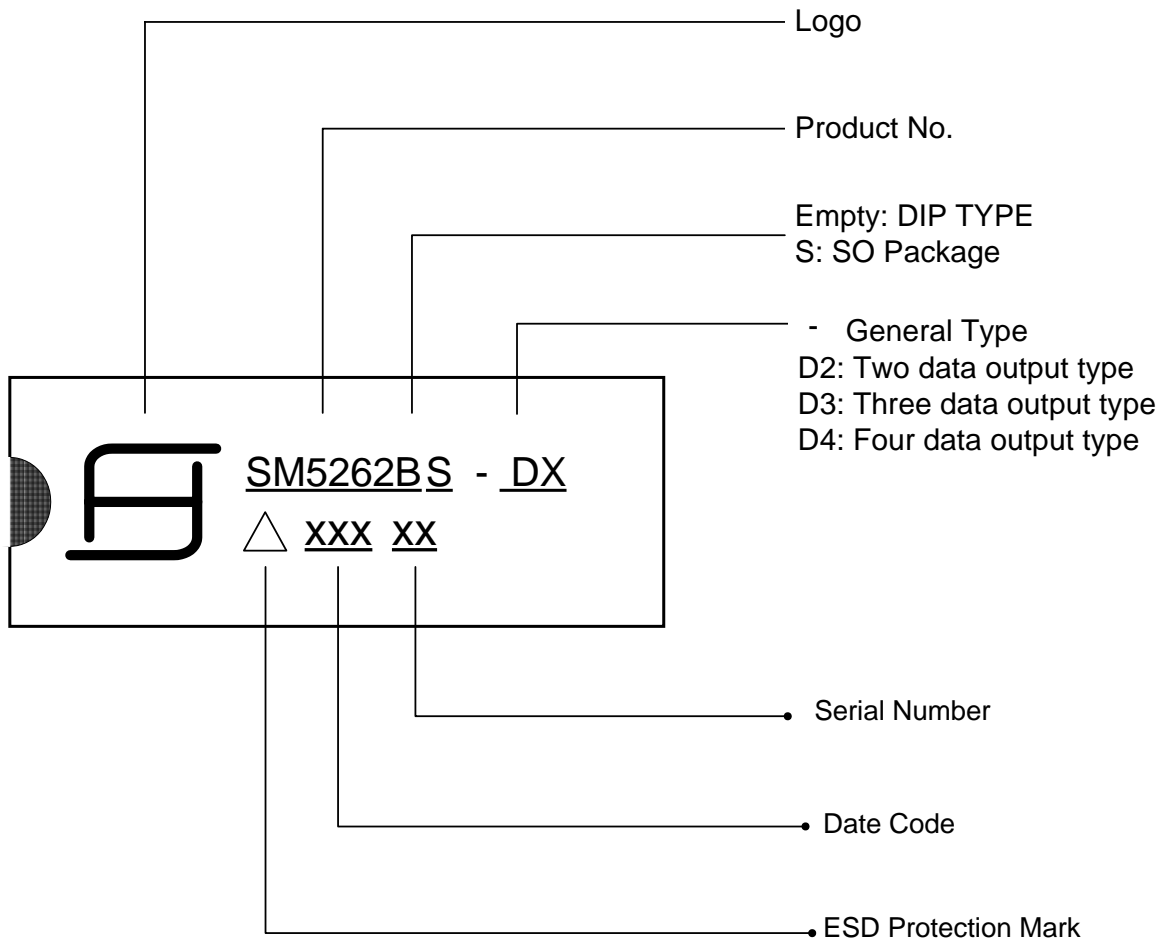 Logo
Product No.
Empty: DIP TYPE
S: SO Package
- General Type
D2: Two data output type
D3: Three data output type
D4: Four data output type
SM5262BS - DX
xxx xx
Serial Number
Date Code
ESD Protection Mark